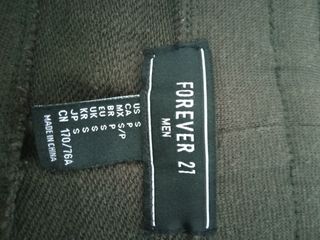 FOREVER 21
MEN
US S
CA P
MX S/P
BR P
EU S
UK S
KR S
JP S
CN 170/76A
MADE IN CHINA